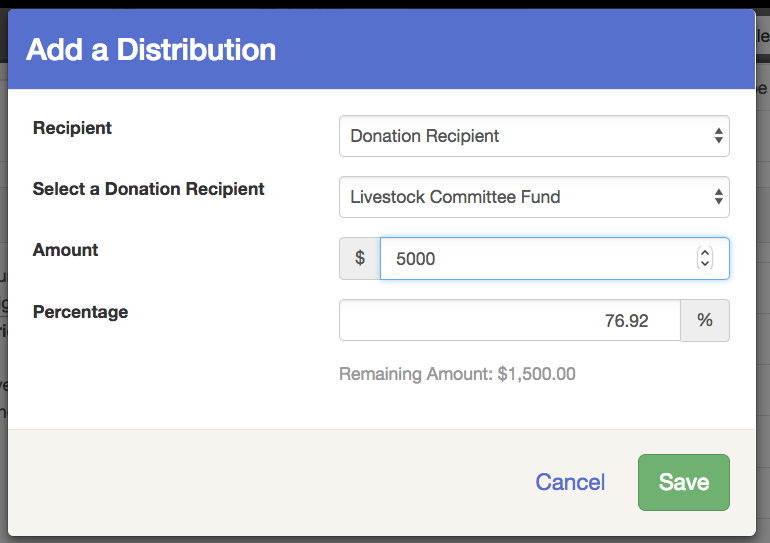 Add a Distribution
Recipient
Donation Recipient
Select a Donation Recipient
Livestock Committee Fund
Amount
$ 5000
Percentage
76.92 %
Remaining Amount: $1,500.00
Cancel
Save